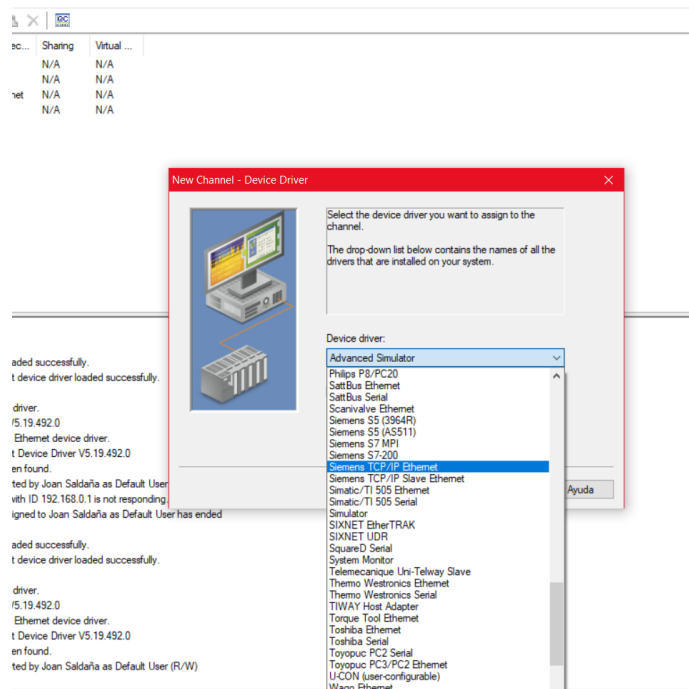 GC
ec... Sharing Virtual ...
N/A N/A
N/A N/A
net N/A N/A
N/A N/A
New Channel - Device Driver
Select the device driver you want to assign to the
channel.
The drop-down list below contains the names of all the
drivers that are installed on your system.
Device driver:
Advanced Simulator
Philips P8/PC20
SattBus Ethernet
SattBus Serial
Scanivalve Ethernet
Siemens S5 (3964R)
Siemens S5 (AS511)
Siemens S7 MPI
Siemens S7-200
Siemens TCP/IP Ethernet
Siemens TCP/IP Slave Ethernet
Simatic/TI 505 Ethernet
Simatic/TI 505 Serial
Simulator
SIXNET EtherTRAK
SIXNET UDR
SquareD Serial
System Monitor
Telemecanique Uni-Telway Slave
Thermo Westronics Ethernet
Thermo Westronics Serial
TIWAY Host Adapter
Torque Tool Ethernet
Toshiba Ethernet
Toshiba Serial
Toyopuc PC2 Serial
Toyopuc PC3/PC2 Ethernet
U-CON (user-configurable)
Wago Ethernet
Ayuda
aded successfully.
t device driver loaded successfully.
driver.
/5.19.492.0
Ethernet device driver.
t Device Driver V5.19.492.0
en found.
ted by Joan Saldaña as Default User
with ID 192.168.0.1 is not responding.
igned to Joan Saldaña as Default User has ended
aded successfully.
t device driver loaded successfully.
driver.
/5.19.492.0
Ethernet device driver.
t Device Driver V5.19.492.0
en found.
ted by Joan Saldaña as Default User (R/W)